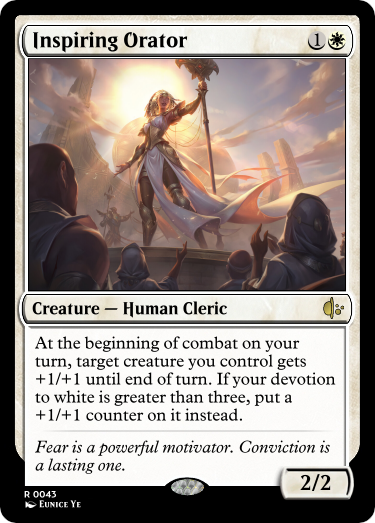 Inspiring Orator 1
Creature — Human Cleric
At the beginning of combat on your
turn, target creature you control gets
+1/+1 until end of turn. If your devotion
to white is greater than three, put a
+1/+1 counter on it instead.
Fear is a powerful motivator. Conviction is
a lasting one.
2/2
R 0043
Eunice Ye